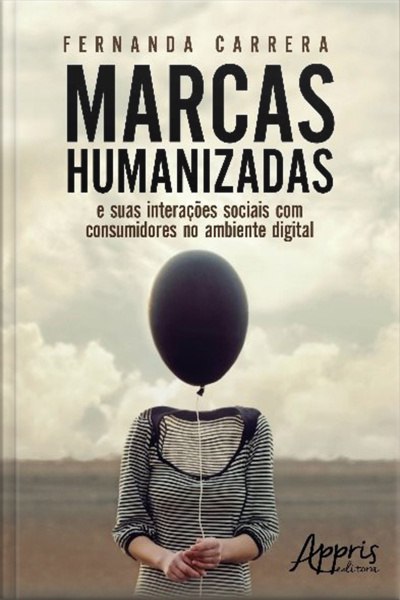 FERNANDA CARRERA
MARCAS
HUMANIZADAS
e suas interações sociais com
consumidores no ambiente digital
Appris
editora